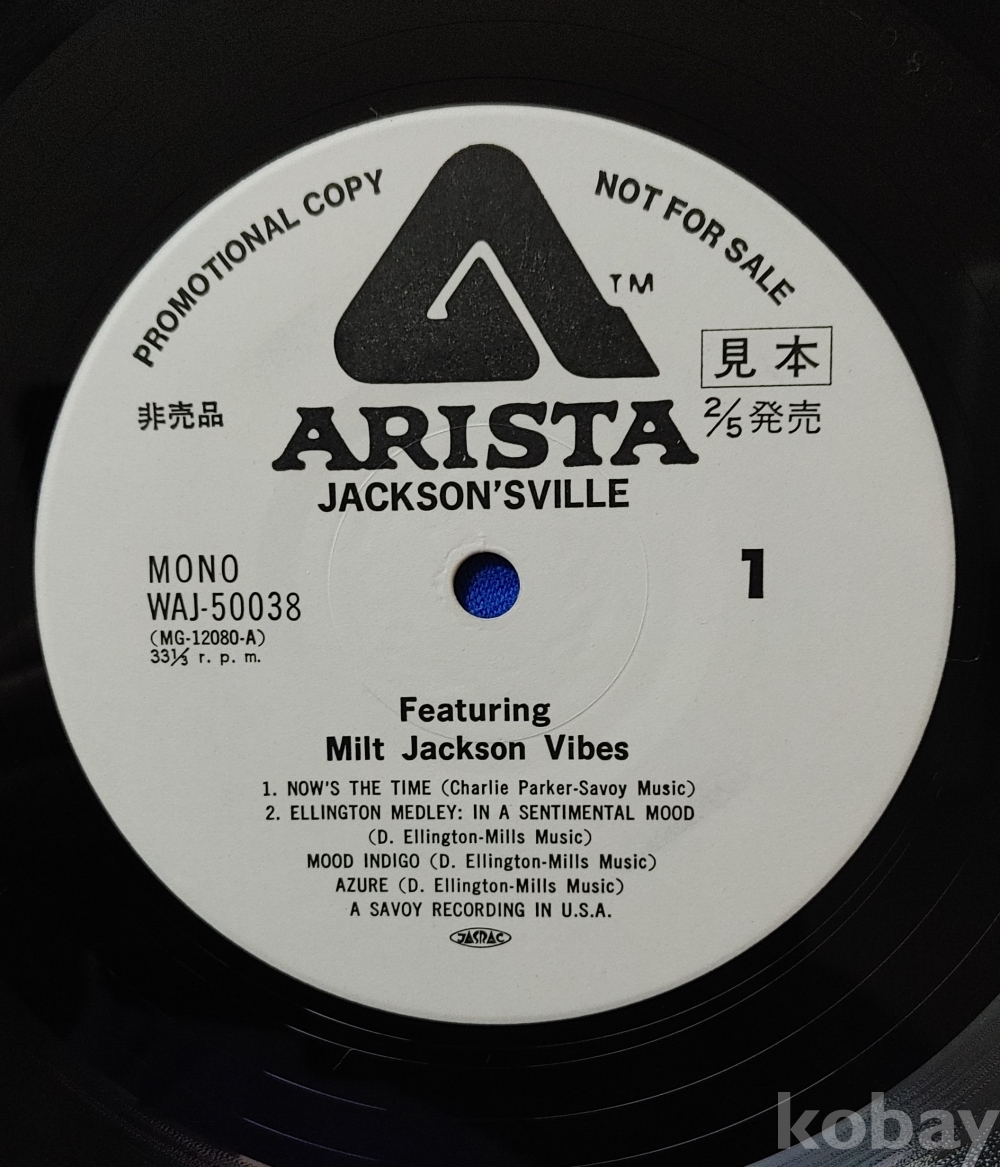 PROMOTIONAL COPY
NOT FOR SALE
TM
見本
2/5発売
非売品
ARISTA
JACKSON'SVILLE
MONO
WAJ-50038
(MG-12080-A)
33⅓ r. p. m.
1
Featuring
Milt Jackson Vibes
1. NOW'S THE TIME (Charlie Parker-Savoy Music)
2. ELLINGTON MEDLEY: IN A SENTIMENTAL MOOD
(D. Ellington-Mills Music)
MOOD INDIGO (D. Ellington-Mills Music)
AZURE (D. Ellington-Mills Music)
A SAVOY RECORDING IN U.S.A.
JASRAC
kobay